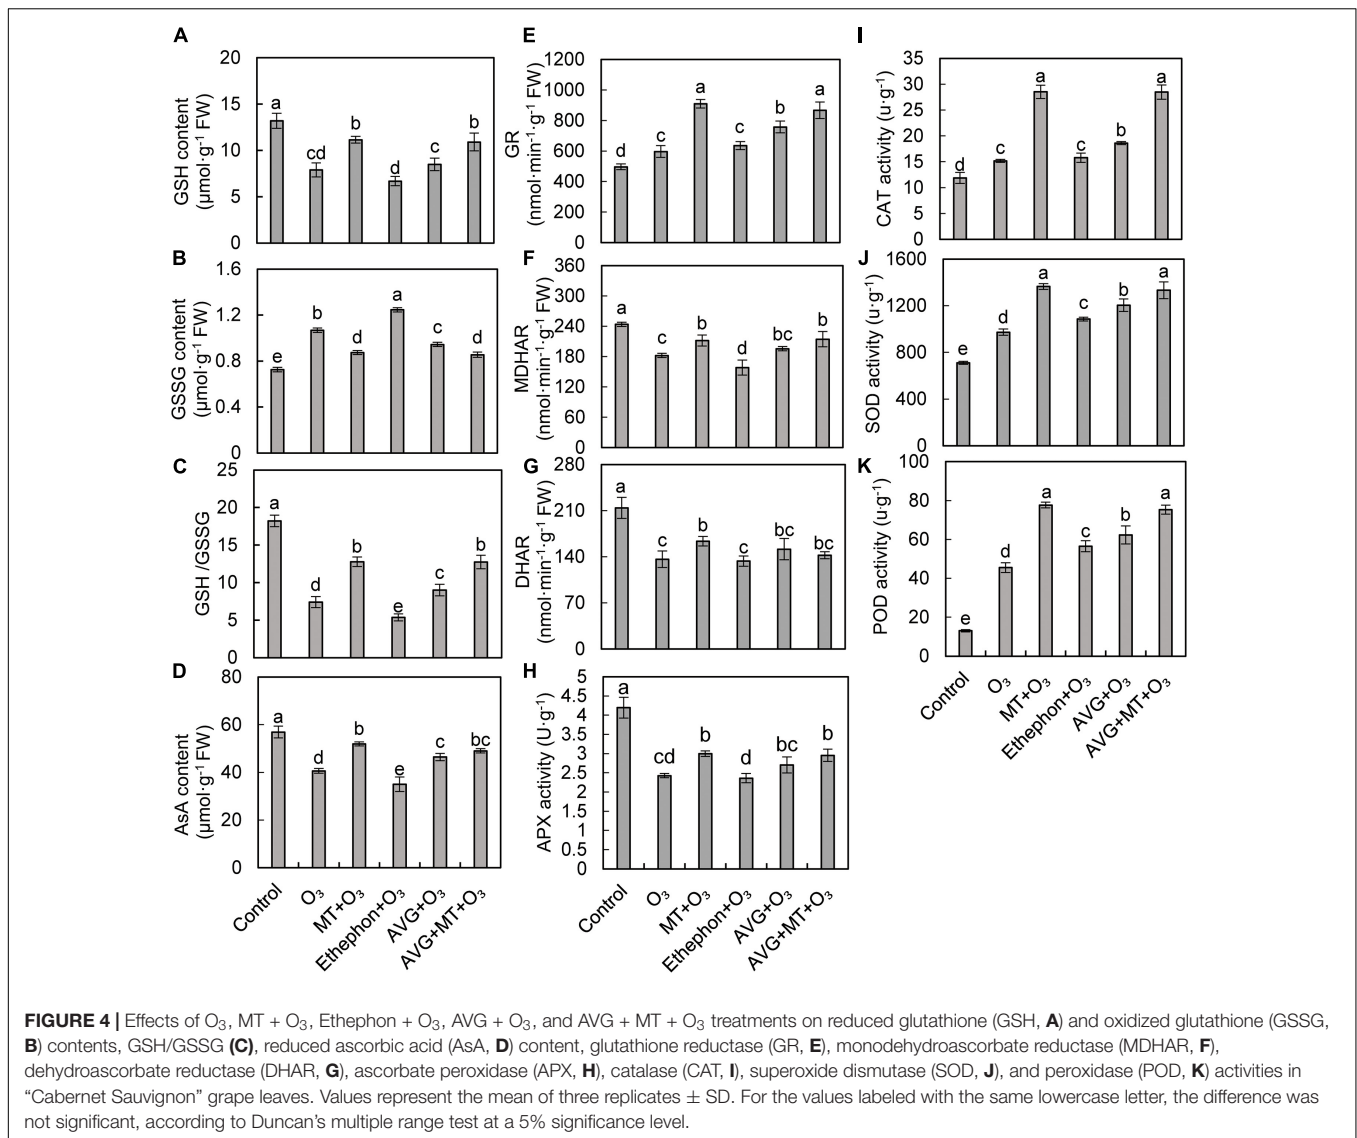 A
GSH content
(μmol·g⁻¹ FW)
20
15
10
5
0
a
cd
b
d
c
b
B
GSSG content
(μmol·g⁻¹ FW)
1.6
1.2
0.8
0.4
0
e
b
d
a
c
d
C
GSH /GSSG
25
20
15
10
5
0
a
d
b
e
c
b
D
AsA content
(μmol·g⁻¹ FW)
80
60
40
20
0
a
d
b
e
c
bc
Control
O₃
MT+O₃
Ethephon+O₃
AVG+O₃
AVG+MT+O₃
E
GR
(nmol·min⁻¹·g⁻¹ FW)
1200
1000
800
600
400
200
0
d
c
a
c
b
a
F
MDHAR
(nmol·min⁻¹·g⁻¹ FW)
360
300
240
180
120
60
0
a
c
b
d
bc
b
G
DHAR
(nmol·min⁻¹·g⁻¹ FW)
280
210
140
70
0
a
c
b
c
bc
bc
H
APX activity (U·g⁻¹)
5
4.5
4
3.5
3
2.5
2
1.5
1
0.5
0
a
cd
b
d
bc
b
Control
O₃
MT+O₃
Ethephon+O₃
AVG+O₃
AVG+MT+O₃
I
CAT activity (u·g⁻¹)
35
30
25
20
15
10
5
0
d
c
a
c
b
a
J
SOD activity (u·g⁻¹)
1600
1200
800
400
0
e
d
a
c
b
a
K
POD activity (u·g⁻¹)
100
80
60
40
20
0
e
d
a
c
b
a
Control
O₃
MT+O₃
Ethephon+O₃
AVG+O₃
AVG+MT+O₃
FIGURE 4 | Effects of O₃, MT + O₃, Ethephon + O₃, AVG + O₃, and AVG + MT + O₃ treatments on reduced glutathione (GSH, A) and oxidized glutathione (GSSG,
B) contents, GSH/GSSG (C), reduced ascorbic acid (AsA, D) content, glutathione reductase (GR, E), monodehydroascorbate reductase (MDHAR, F),
dehydroascorbate reductase (DHAR, G), ascorbate peroxidase (APX, H), catalase (CAT, I), superoxide dismutase (SOD, J), and peroxidase (POD, K) activities in
“Cabernet Sauvignon” grape leaves. Values represent the mean of three replicates ± SD. For the values labeled with the same lowercase letter, the difference was
not significant, according to Duncan’s multiple range test at a 5% significance level.